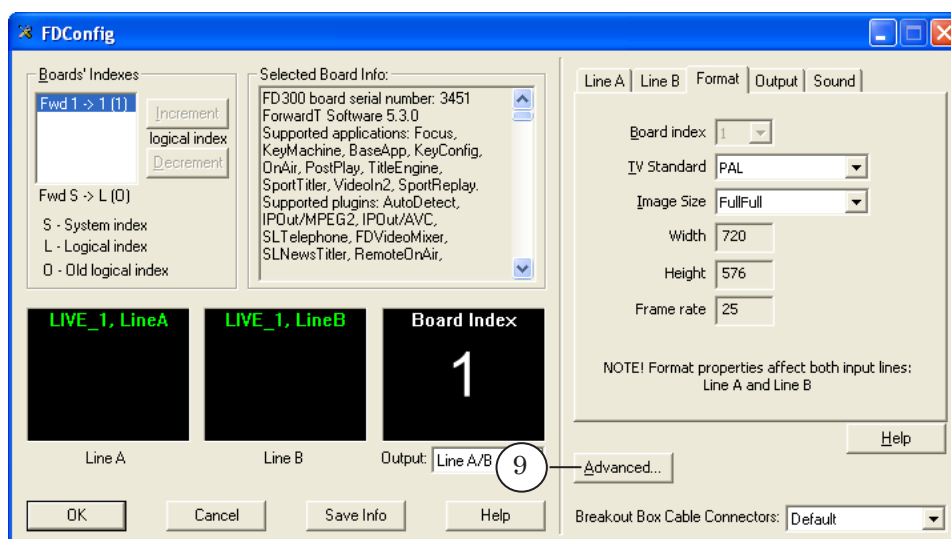 FDConfig
Boards' Indexes
Fwd 1 -> 1 (1)
Increment
logical index
Decrement
Fwd S -> L (O)
S - System index
L - Logical index
O - Old logical index
Selected Board Info:
FD300 board serial number: 3451
ForwardT Software 5.3.0
Supported applications: Focus,
KeyMachine, BaseApp, KeyConfig,
OnAir, PostPlay, TitleEngine,
SportTitler, VideoIn2, SportReplay.
Supported plugins: AutoDetect,
IPOut/MPEG2, IPOut/AVC,
SLTelephone, FDVideoMixer,
SLNewsTitler, RemoteOnAir,
LIVE_1, LineA
LIVE_1, LineB
Board Index
1
Line A
Line B
Output: Line A/B
OK
Cancel
Save Info
Help
Line A
Line B
Format
Output
Sound
Board index 1
TV Standard PAL
Image Size FullFull
Width 720
Height 576
Frame rate 25
NOTE! Format properties affect both input lines:
Line A and Line B
Help
9
Advanced...
Breakout Box Cable Connectors: Default